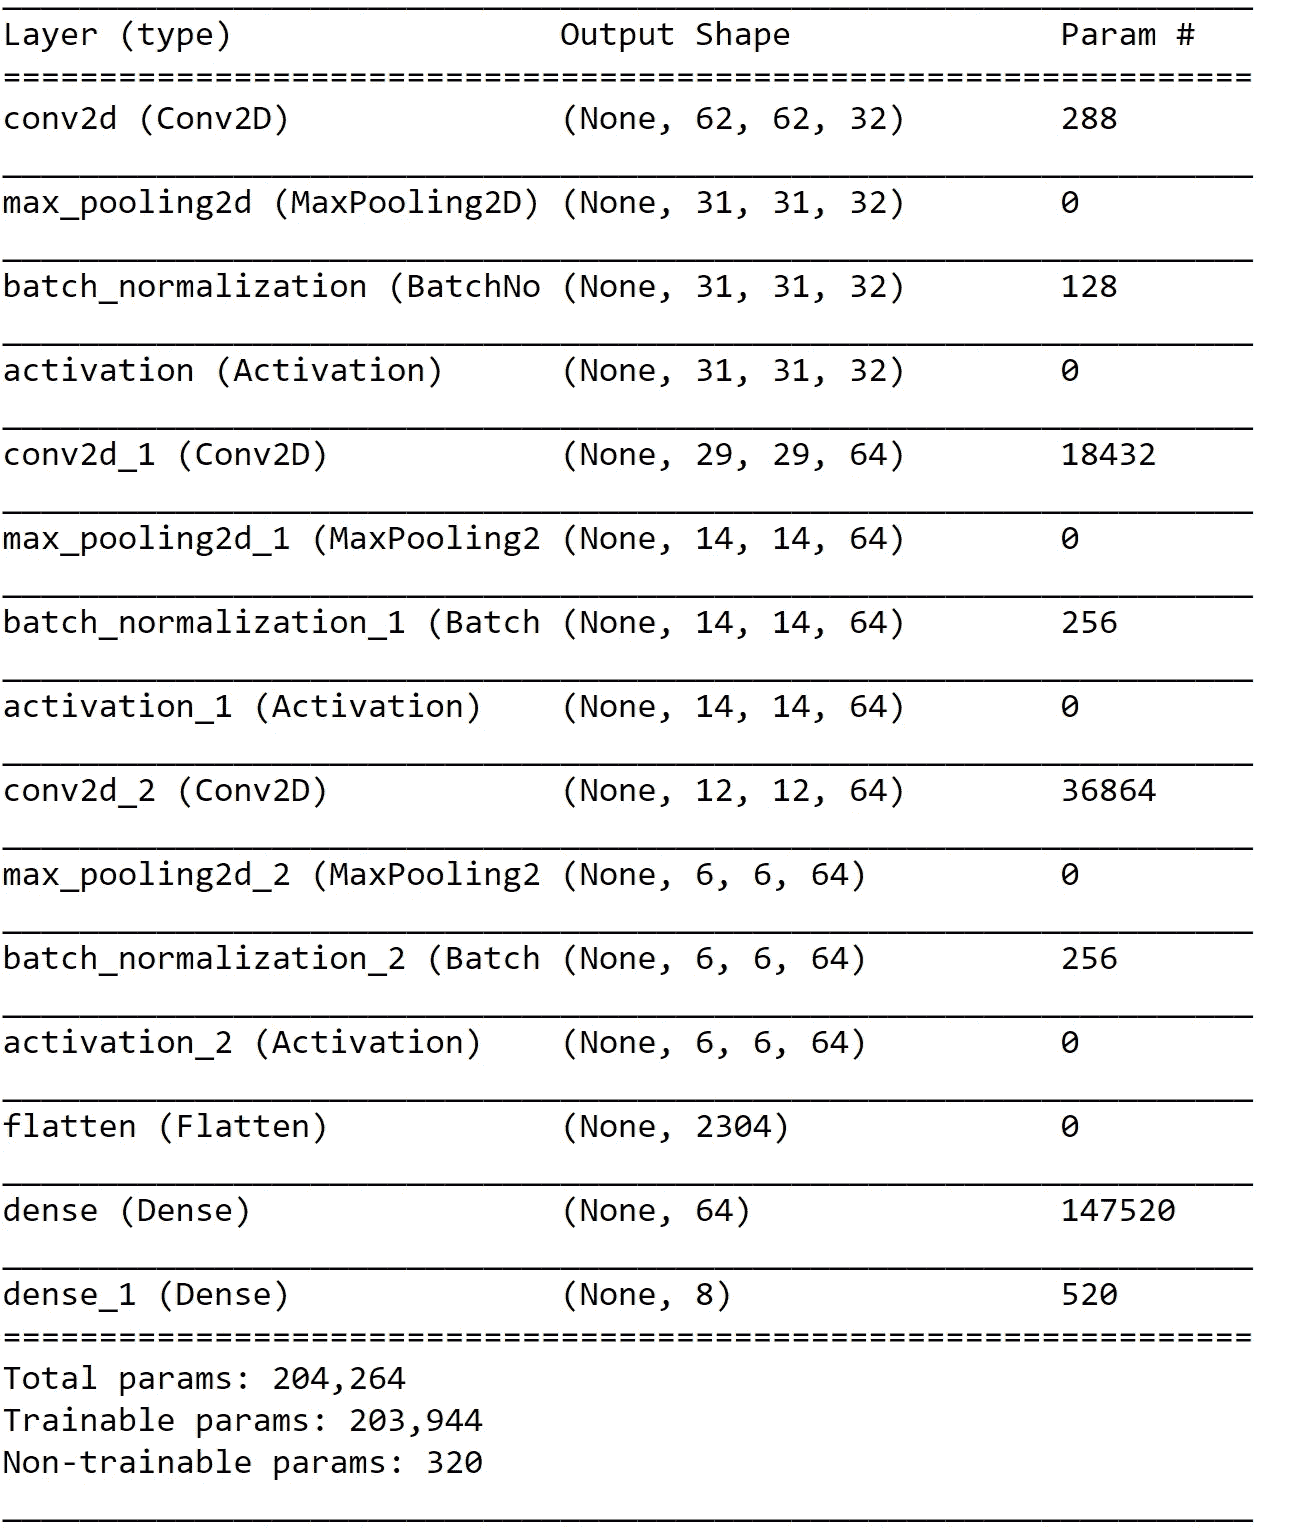 Layer (type) Output Shape Param #
=================================================================
conv2d (Conv2D) (None, 62, 62, 32) 288
max_pooling2d (MaxPooling2D) (None, 31, 31, 32) 0
batch_normalization (BatchNo (None, 31, 31, 32) 128
activation (Activation) (None, 31, 31, 32) 0
conv2d_1 (Conv2D) (None, 29, 29, 64) 18432
max_pooling2d_1 (MaxPooling2 (None, 14, 14, 64) 0
batch_normalization_1 (Batch (None, 14, 14, 64) 256
activation_1 (Activation) (None, 14, 14, 64) 0
conv2d_2 (Conv2D) (None, 12, 12, 64) 36864
max_pooling2d_2 (MaxPooling2 (None, 6, 6, 64) 0
batch_normalization_2 (Batch (None, 6, 6, 64) 256
activation_2 (Activation) (None, 6, 6, 64) 0
flatten (Flatten) (None, 2304) 0
dense (Dense) (None, 64) 147520
dense_1 (Dense) (None, 8) 520
=================================================================
Total params: 204,264
Trainable params: 203,944
Non-trainable params: 320